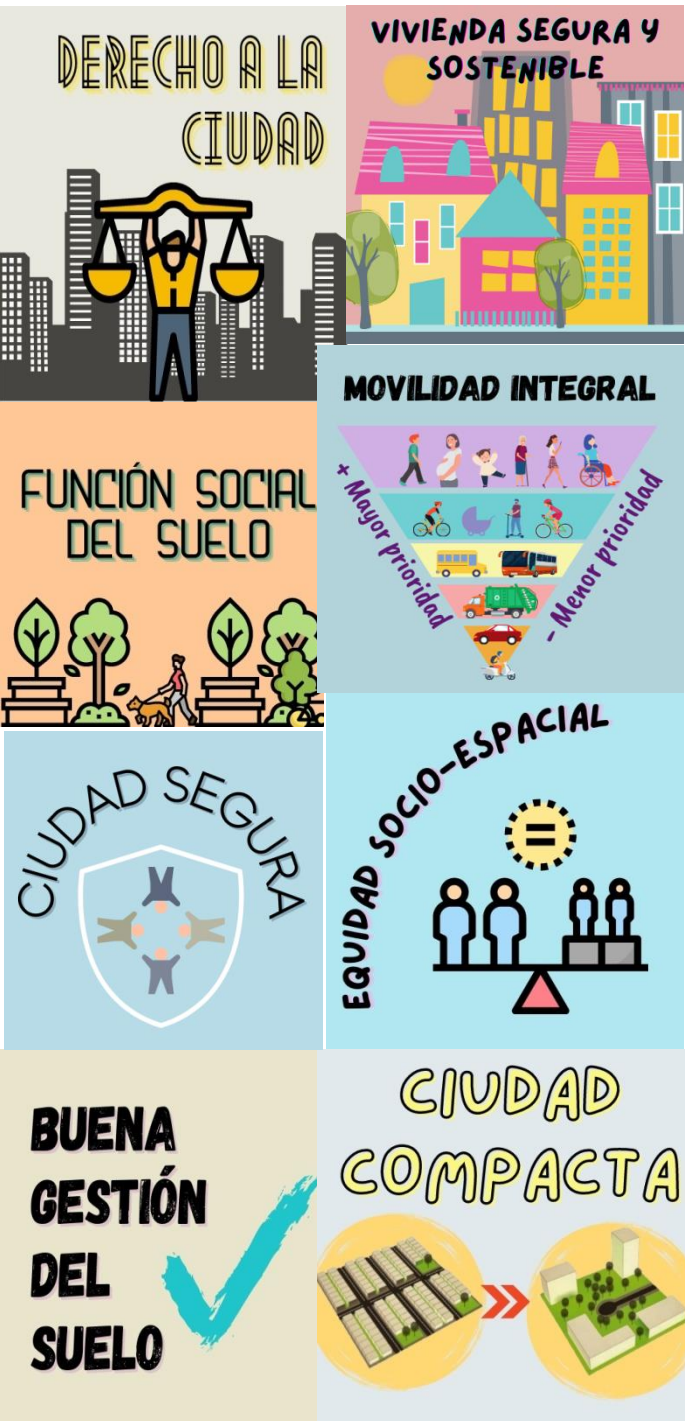 DERECHO A LA
CIUDAD
VIVIENDA SEGURA Y
SOSTENIBLE
FUNCIÓN SOCIAL
DEL SUELO
MOVILIDAD INTEGRAL
+ Mayor prioridad
- Menor prioridad
CIUDAD SEGURA
EQUIDAD SOCIO-ESPACIAL
=
BUENA
GESTIÓN
DEL
SUELO
CIUDAD
COMPACTA